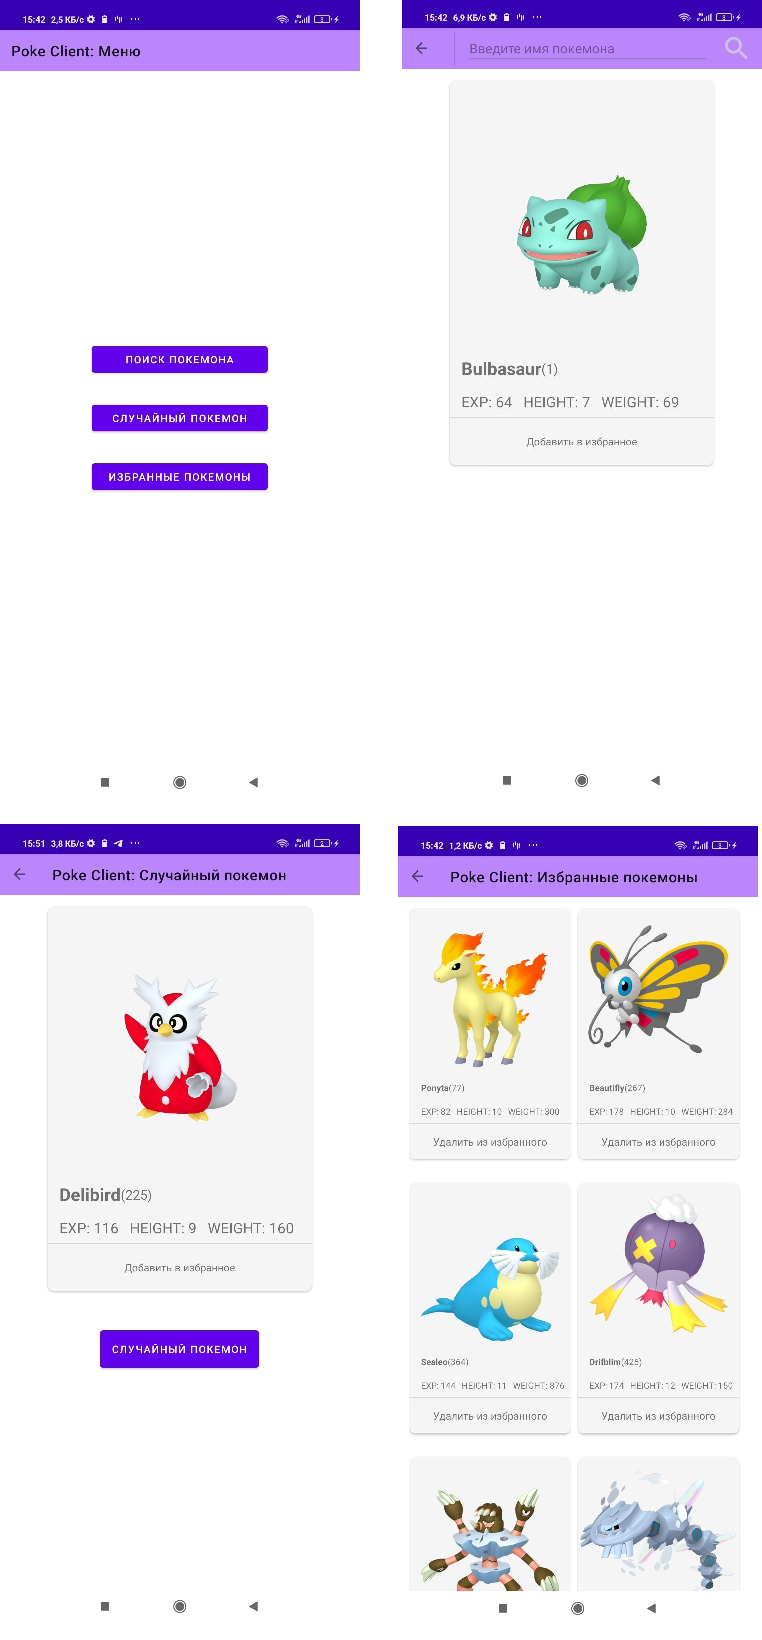 15:42 2,5 КБ/с
Poke Client: Меню
ПОИСК ПОКЕМОНА
СЛУЧАЙНЫЙ ПОКЕМОН
ИЗБРАННЫЕ ПОКЕМОНЫ
15:42 6,9 КБ/с
Введите имя покемона
Bulbasaur(1)
EXP: 64 HEIGHT: 7 WEIGHT: 69
Добавить в избранное
15:51 3,8 КБ/с
Poke Client: Случайный покемон
Delibird(225)
EXP: 116 HEIGHT: 9 WEIGHT: 160
Добавить в избранное
СЛУЧАЙНЫЙ ПОКЕМОН
15:42 1,2 КБ/с
Poke Client: Избранные покемоны
Ponyta(77)
EXP: 82 HEIGHT: 10 WEIGHT: 300
Удалить из избранного
Beautifly(267)
EXP: 178 HEIGHT: 10 WEIGHT: 284
Удалить из избранного
Sealeo(364)
EXP: 144 HEIGHT: 11 WEIGHT: 876
Удалить из избранного
Drifblim(426)
EXP: 174 HEIGHT: 12 WEIGHT: 150
Удалить из избранного